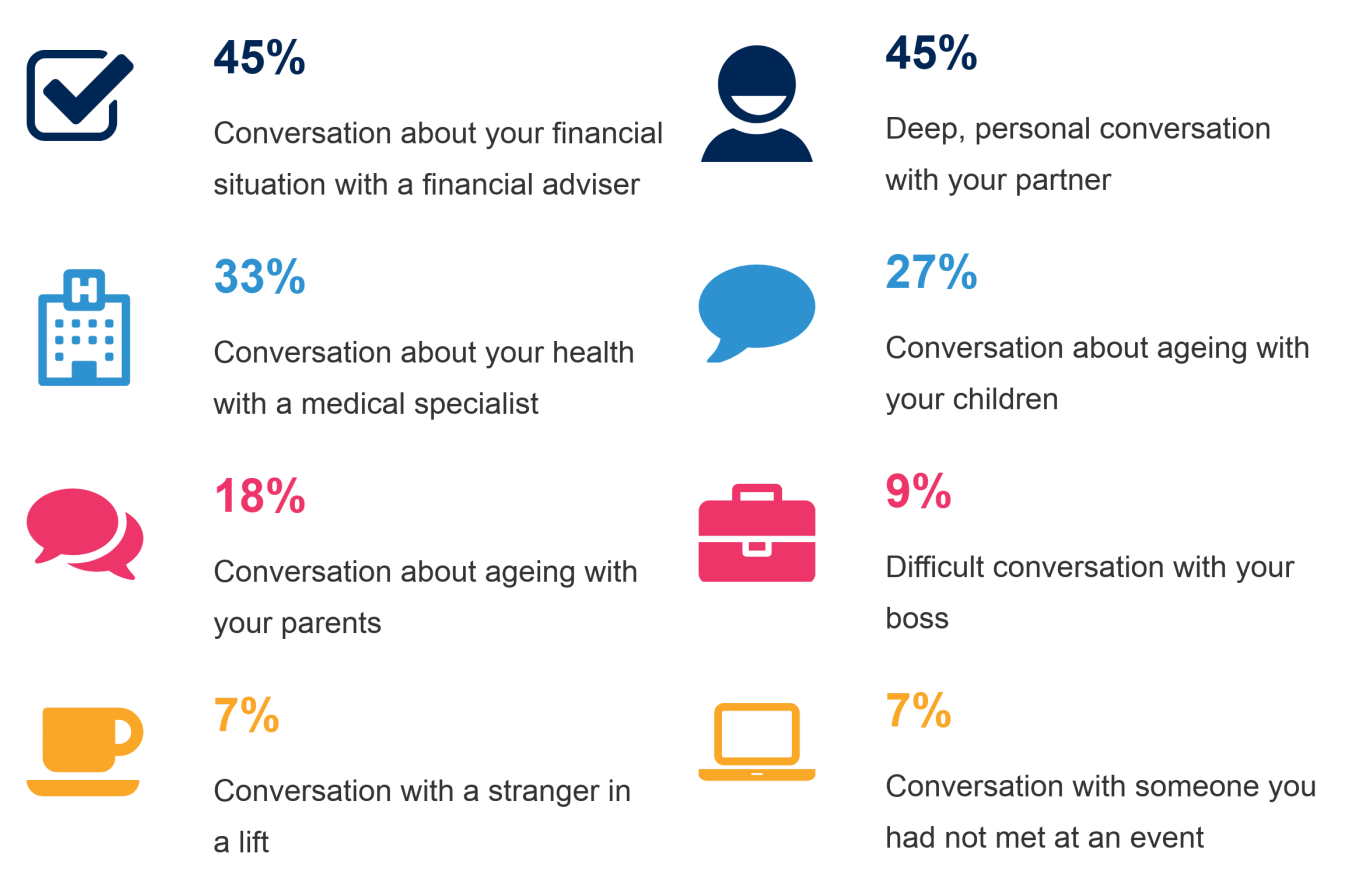 45%
Conversation about your financial
situation with a financial adviser
45%
Deep, personal conversation
with your partner
H
33%
Conversation about your health
with a medical specialist
27%
Conversation about ageing with
your children
18%
Conversation about ageing with
your parents
9%
Difficult conversation with your
boss
7%
Conversation with a stranger in
a lift
7%
Conversation with someone you
had not met at an event